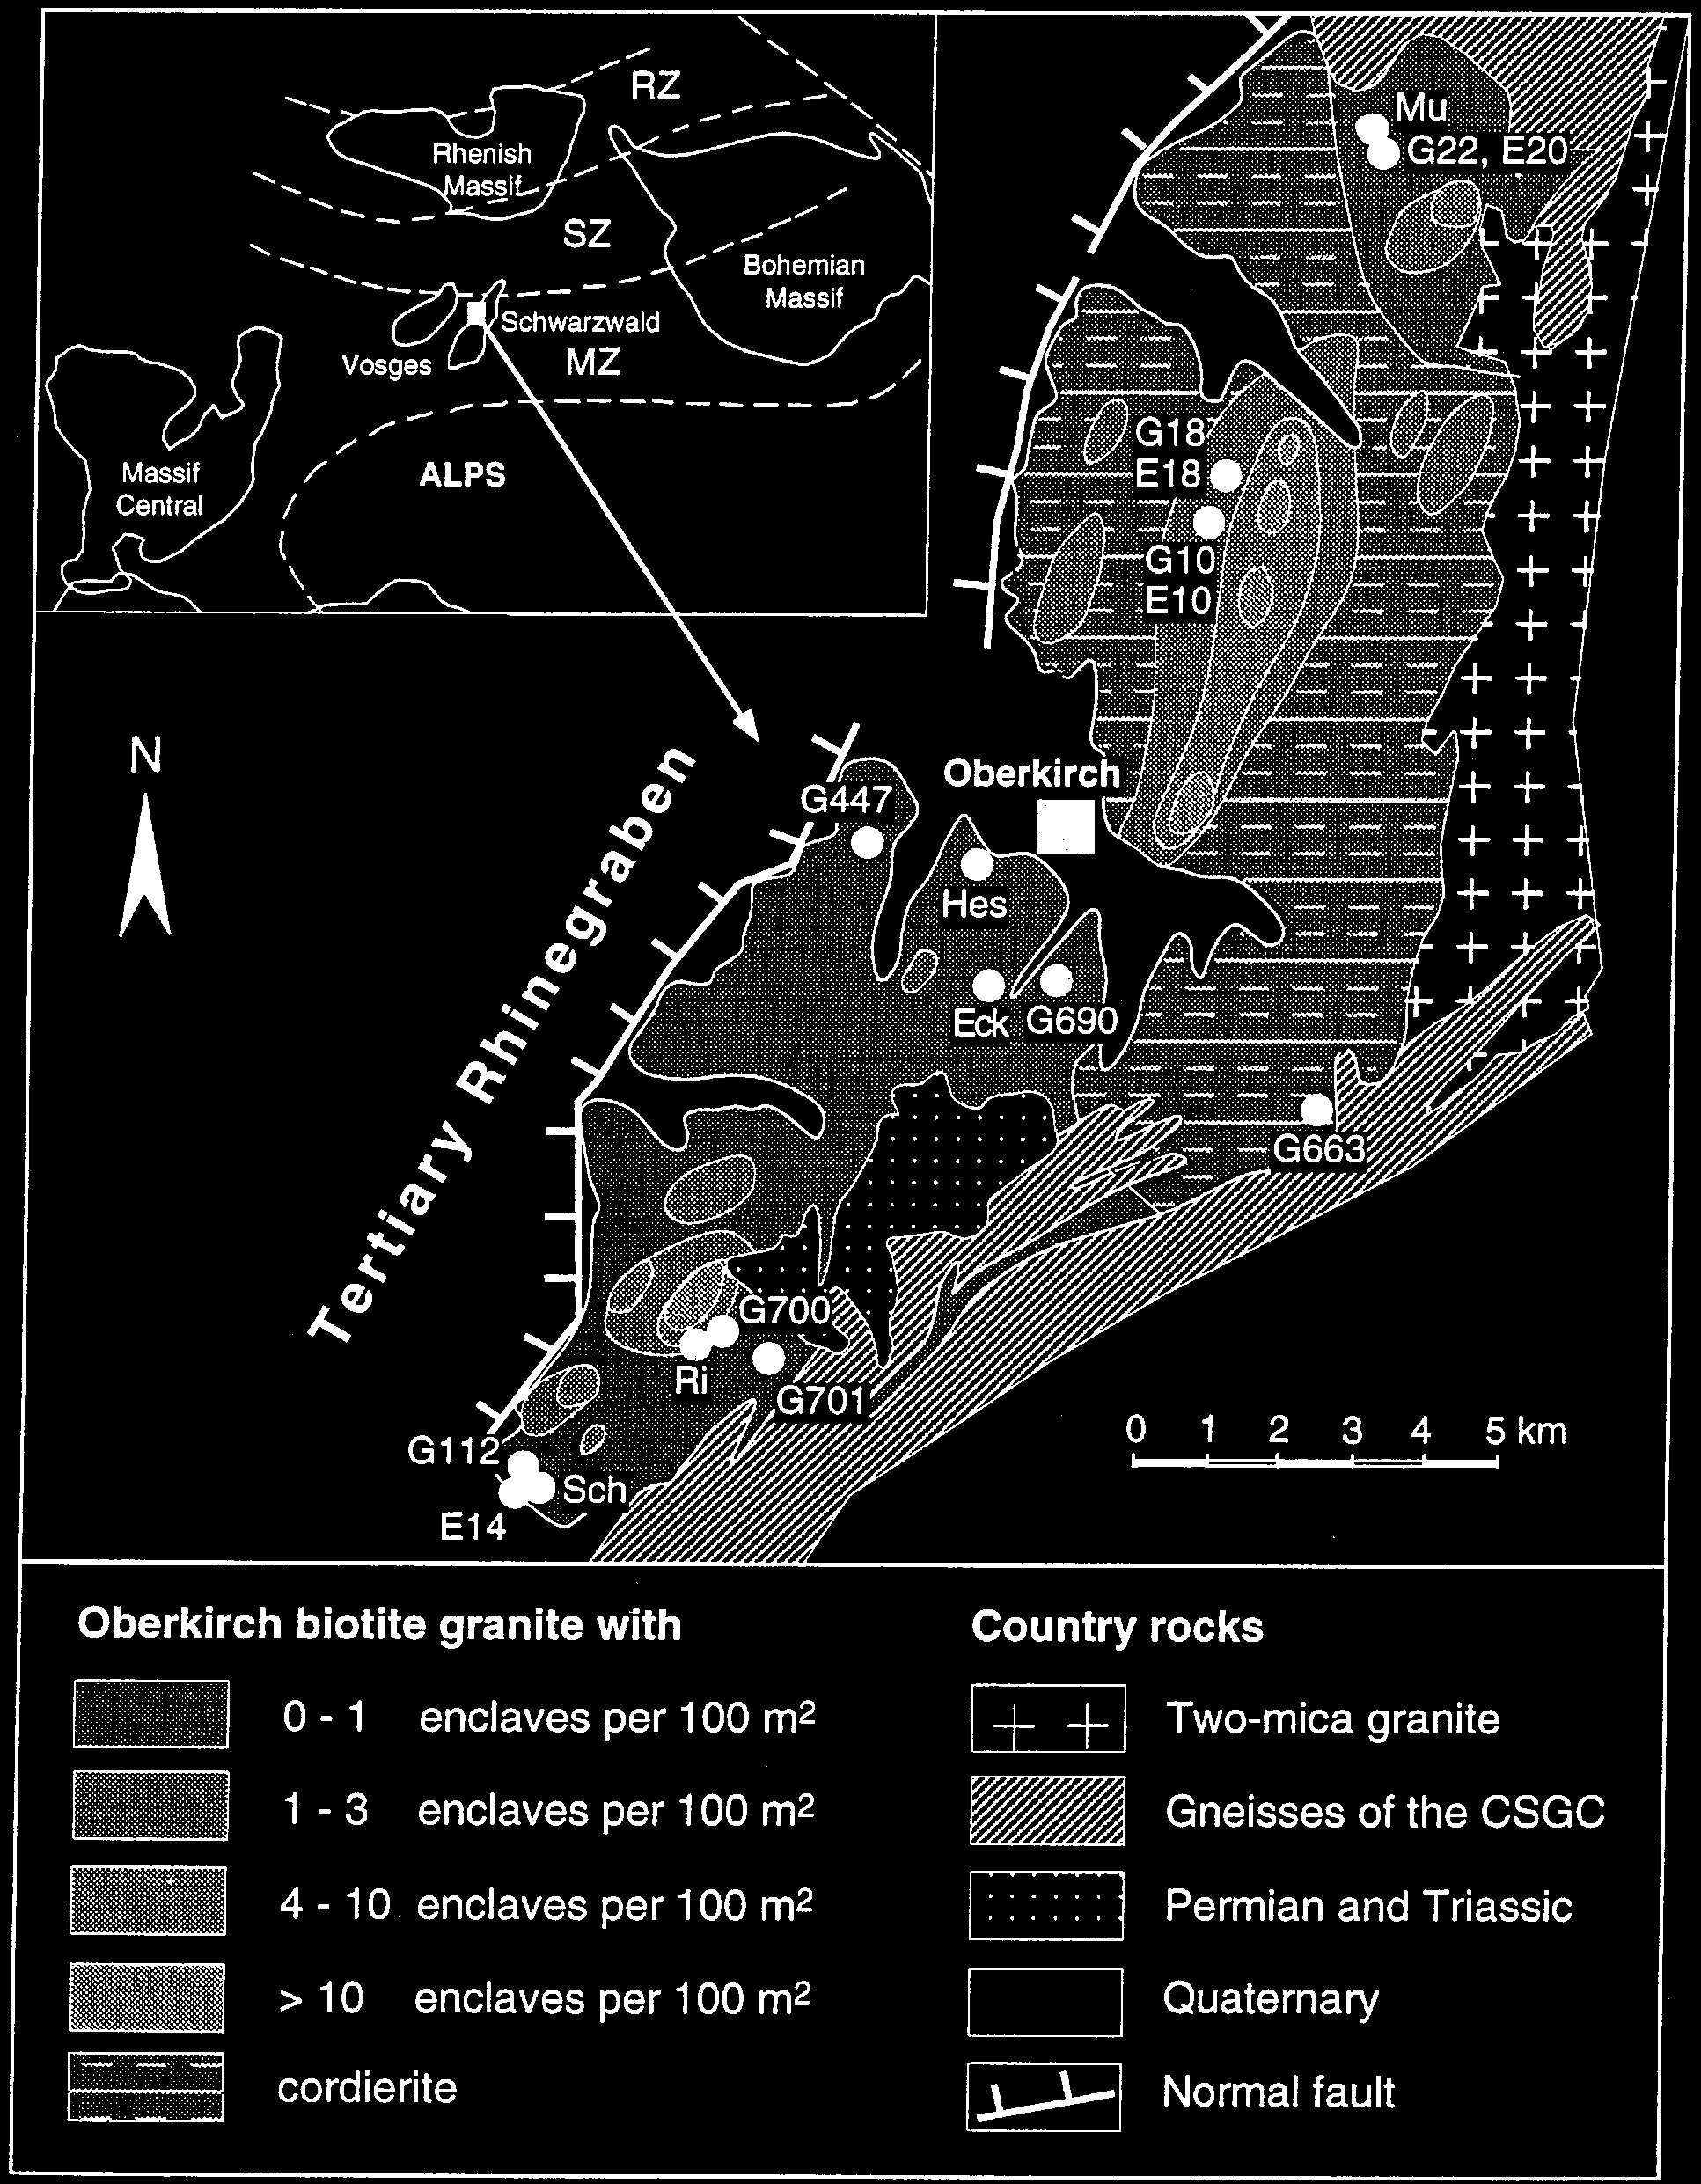 RZ
Rhenish
Massif
SZ
Bohemian
Massif
Schwarzwald
Vosges
MZ
Massif
Central
ALPS
Mu
G22, E20
G18
E18
G10
E10
N
Tertiary Rhinegraben
Oberkirch
G447
Hes
Eck
G690
G663
G700
Ri
G701
G112
Sch
E14
0 1 2 3 4 5 km
Oberkirch biotite granite with
0 - 1 enclaves per 100 m²
1 - 3 enclaves per 100 m²
4 - 10 enclaves per 100 m²
> 10 enclaves per 100 m²
cordierite
Country rocks
Two-mica granite
Gneisses of the CSGC
Permian and Triassic
Quaternary
Normal fault